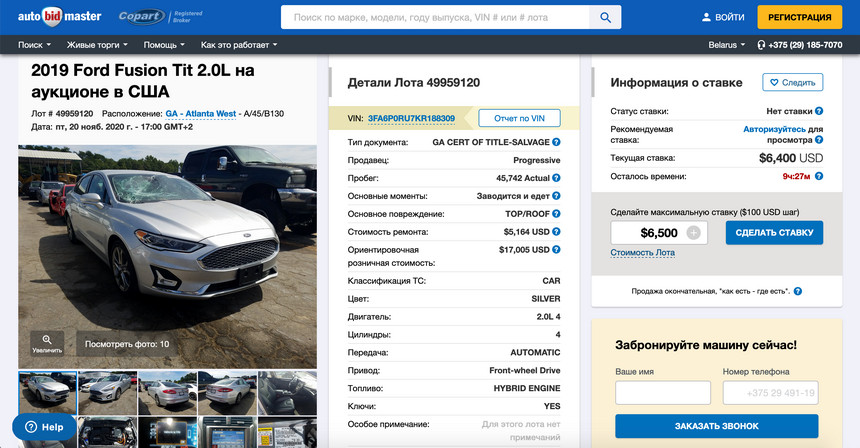 auto bid master
Copart | Registered Broker
Поиск по марке, модели, году выпуска, VIN # или # лота
ВОЙТИ
РЕГИСТРАЦИЯ
Поиск
Живые торги
Помощь
Как это работает
Belarus
+375 (29) 185-7070
2019 Ford Fusion Tit 2.0L на
аукционе в США
Лот # 49959120 Расположение: GA - Atlanta West - A/45/B130
Дата: пт, 20 нояб. 2020 г. - 17:00 GMT+2
Увеличить
Посмотреть фото: 10
Help
Детали Лота 49959120
VIN: 3FA6P0RU7KR188309
Отчет по VIN
Тип документа: GA CERT OF TITLE-SALVAGE
Продавец: Progressive
Пробег: 45,742 Actual
Основные моменты: Заводится и едет
Основное повреждение: TOP/ROOF
Стоимость ремонта: $5,164 USD
Ориентировочная $17,005 USD
розничная стоимость:
Классификация ТС: CAR
Цвет: SILVER
Двигатель: 2.0L 4
Цилиндры: 4
Передача: AUTOMATIC
Привод: Front-wheel Drive
Топливо: HYBRID ENGINE
Ключи: YES
Особое примечание: Для этого лота нет
примечаний
Информация о ставке
Следить
Статус ставки: Нет ставки
Рекомендуемая Авторизуйтесь для
ставка: просмотра
Текущая ставка: $6,400 USD
Осталось времени: 9ч:27м
Сделайте максимальную ставку ($100 USD шаг)
$6,500
СДЕЛАТЬ СТАВКУ
Стоимость Лота
Продажа окончательная, "как есть - где есть".
Забронируйте машину сейчас!
Ваше имя
Номер телефона
+375 29 491-19
ЗАКАЗАТЬ ЗВОНОК